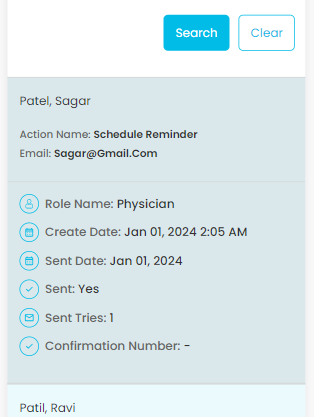 Search Clear
Patel, Sagar
Action Name: Schedule Reminder
Email: Sagar@Gmail.Com
Role Name: Physician
Create Date: Jan 01, 2024 2:05 AM
Sent Date: Jan 01, 2024
Sent: Yes
Sent Tries: 1
Confirmation Number: -
Patil, Ravi